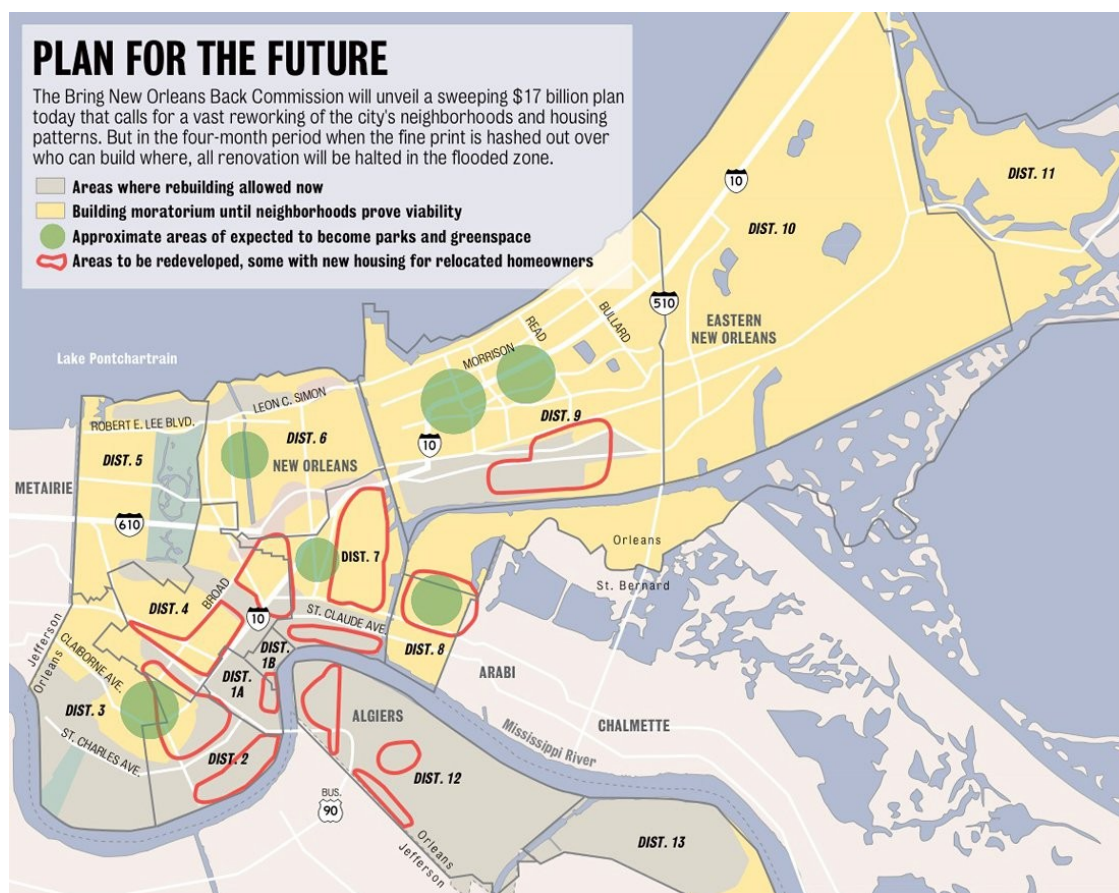 PLAN FOR THE FUTURE
The Bring New Orleans Back Commission will unveil a sweeping $17 billion plan
today that calls for a vast reworking of the city's neighborhoods and housing
patterns. But in the four-month period when the fine print is hashed out over
who can build where, all renovation will be halted in the flooded zone.
Areas where rebuilding allowed now
Building moratorium until neighborhoods prove viability
Approximate areas of expected to become parks and greenspace
Areas to be redeveloped, some with new housing for relocated homeowners
10
DIST. 11
DIST. 10
510
BULLARD
READ
EASTERN
NEW ORLEANS
Lake Pontchartrain
MORRISON
LEON C. SIMON
ROBERT E. LEE BLVD.
DIST. 9
10
DIST. 6
NEW ORLEANS
DIST. 5
METAIRIE
610
Orleans
St. Bernard
DIST. 7
BROAD
DIST. 4
10
ST. CLAUDE AVE.
DIST. 8
Jefferson
Orleans
CLAIBORNE AVE.
DIST.
1B
DIST.
1A
ARABI
DIST. 3
ALGIERS
CHALMETTE
Mississippi River
ST. CHARLES AVE.
DIST. 2
DIST. 12
BUS.
90
Orleans
Jefferson
DIST. 13